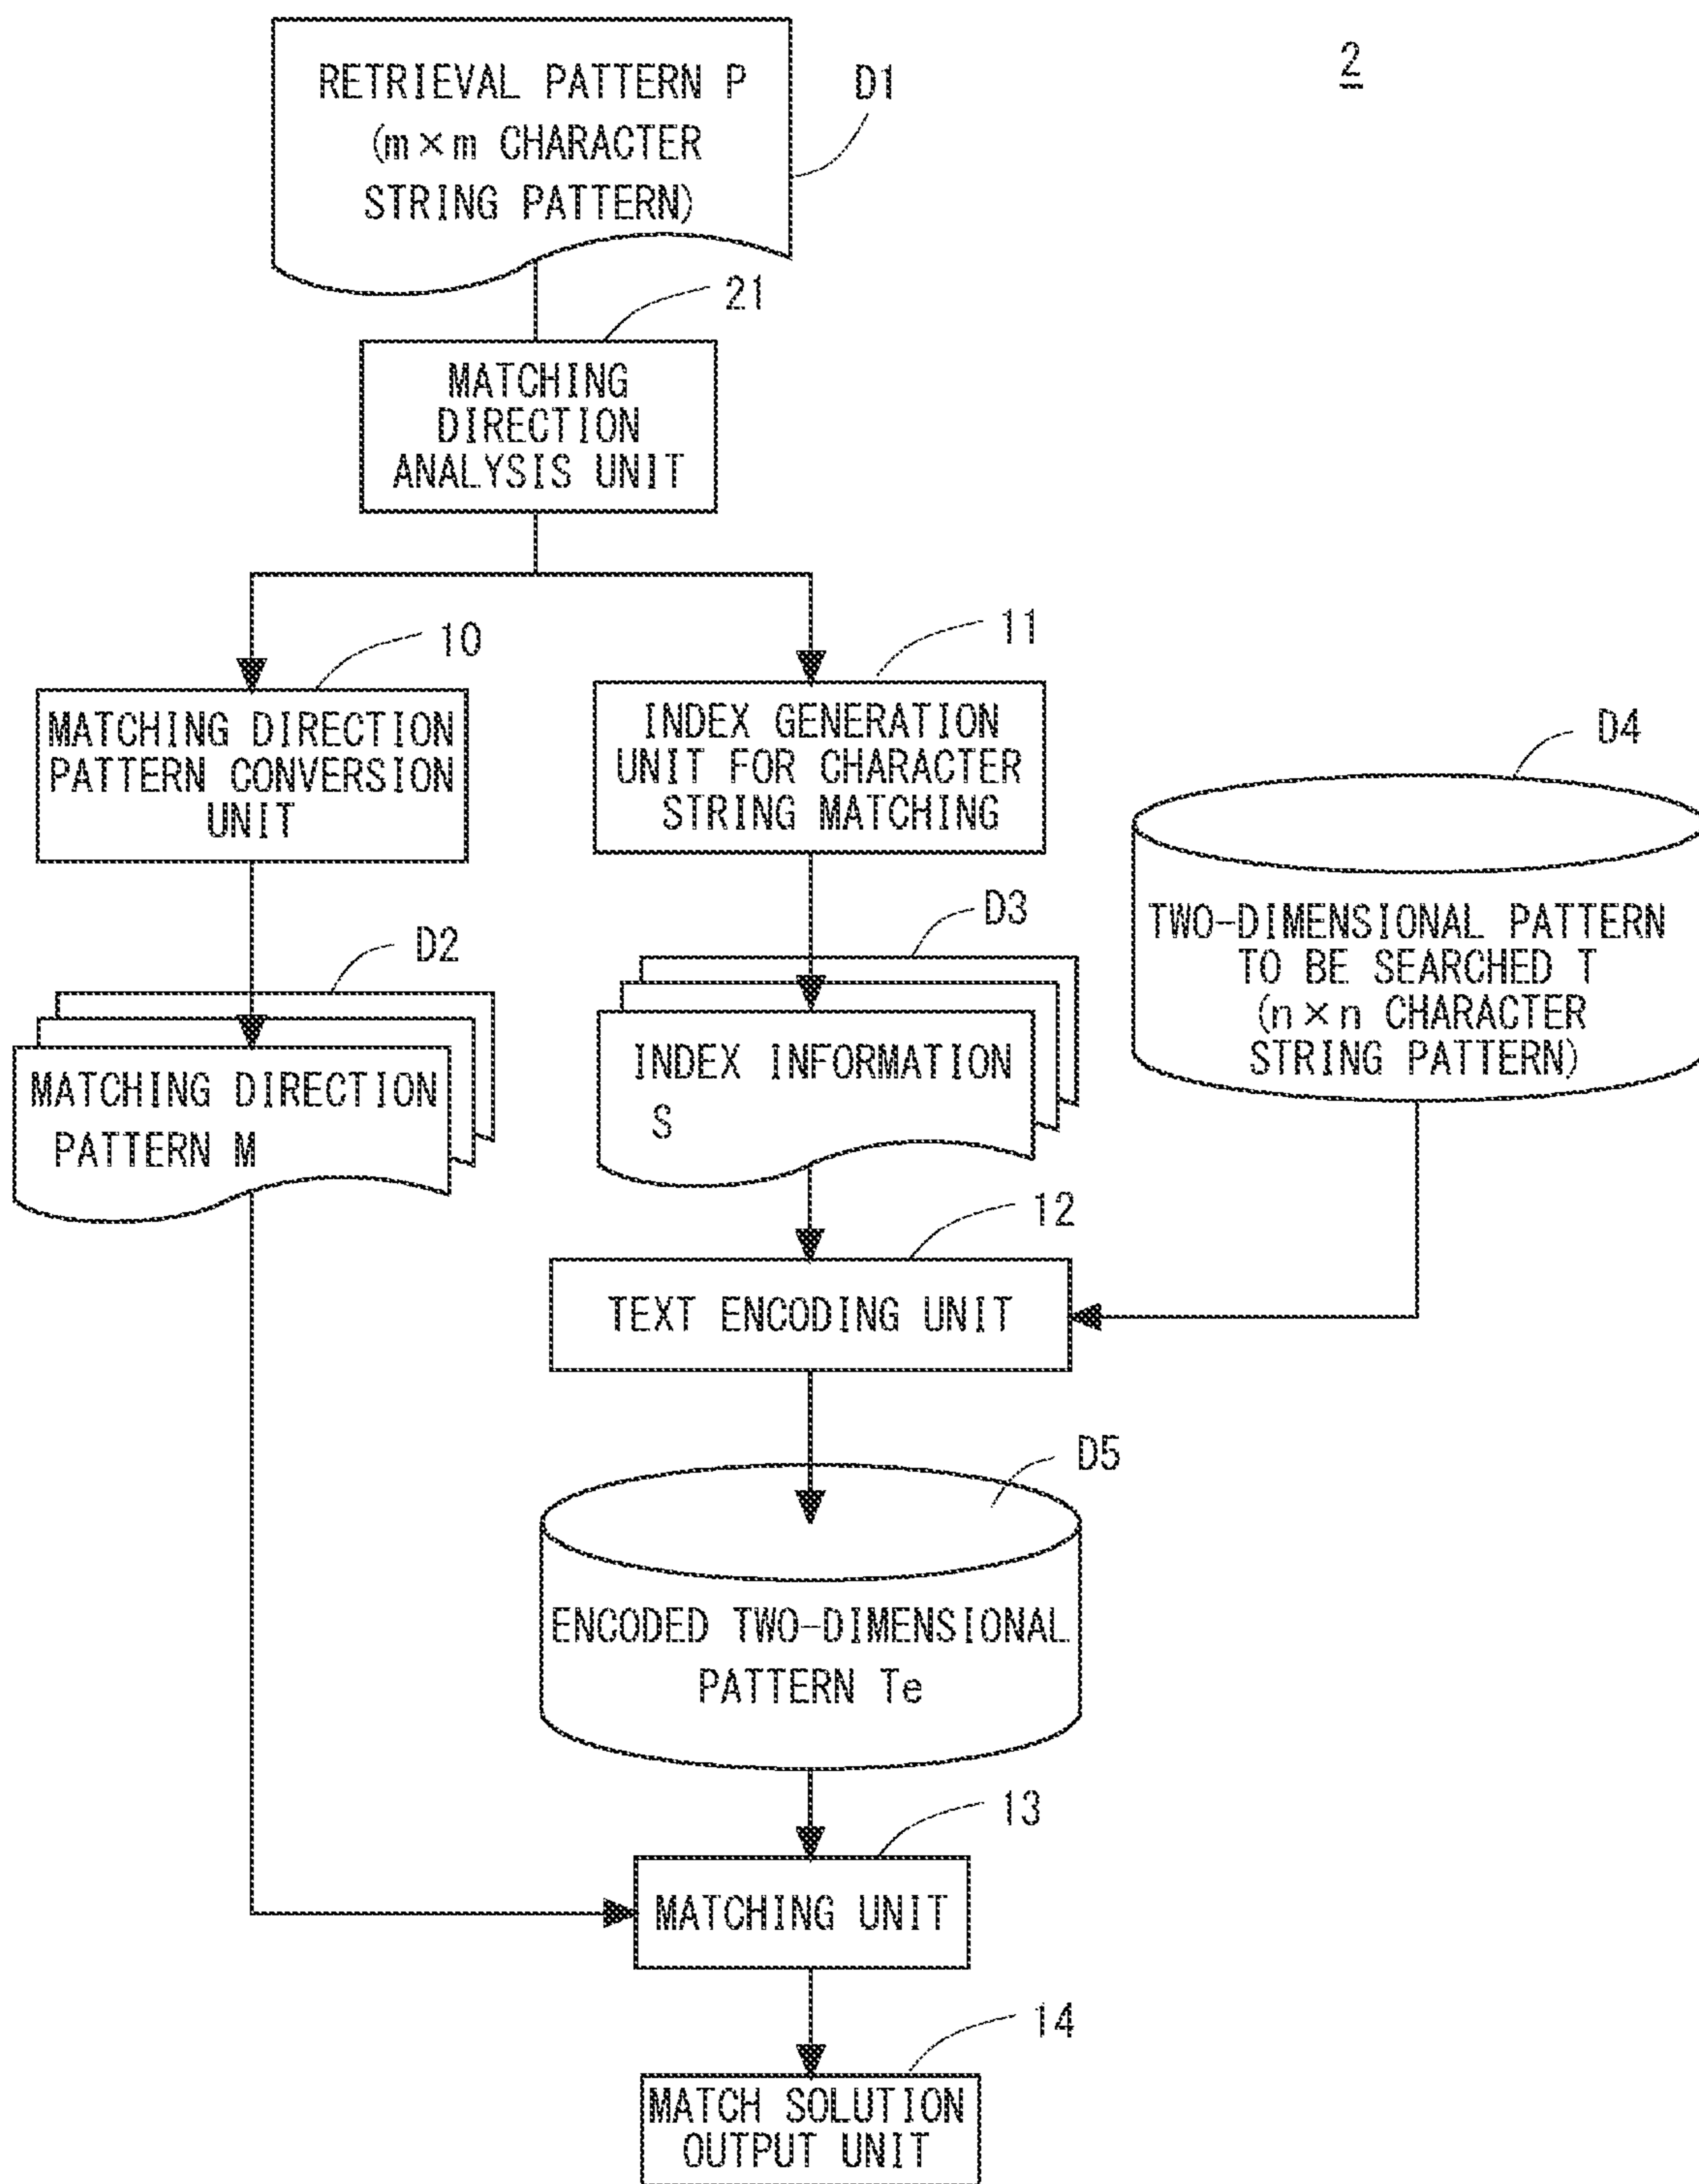 2
RETRIEVAL PATTERN P
(m×m CHARACTER
STRING PATTERN)
D1
21
MATCHING
DIRECTION
ANALYSIS UNIT
10
11
MATCHING DIRECTION
PATTERN CONVERSION
UNIT
INDEX GENERATION
UNIT FOR CHARACTER
STRING MATCHING
D4
TWO-DIMENSIONAL PATTERN
TO BE SEARCHED T
(n×n CHARACTER
STRING PATTERN)
D2
D3
MATCHING DIRECTION
PATTERN M
INDEX INFORMATION
S
12
TEXT ENCODING UNIT
D5
ENCODED TWO-DIMENSIONAL
PATTERN Te
13
MATCHING UNIT
14
MATCH SOLUTION
OUTPUT UNIT